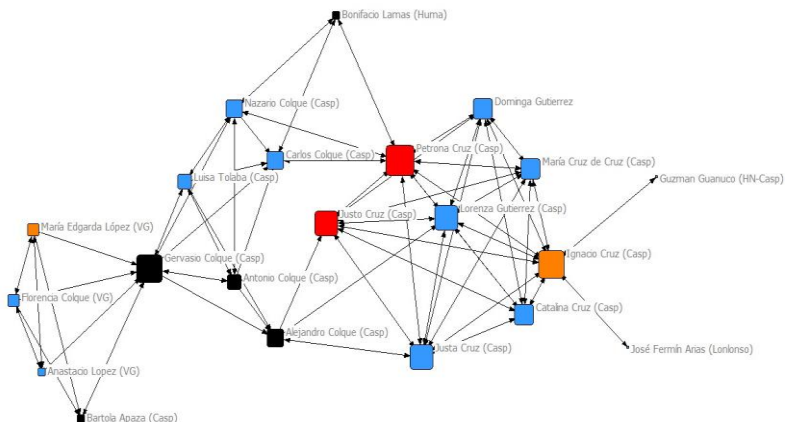 Bonifacio Lamas (Huma)
Nazario Colque (Casp)
Dominga Gutierrez
Petrona Cruz (Casp)
Carlos Colque (Casp)
María Cruz de Cruz (Casp)
Luisa Tolaba (Casp)
Guzman Guanuco (HN-Casp)
Justo Cruz (Casp)
Lorenza Gutierrez (Casp)
María Edgarda López (VG)
Gervasio Colque (Casp)
Ignacio Cruz (Casp)
Antonio Colque (Casp)
Florencia Colque (VG)
Catalina Cruz (Casp)
Alejandro Colque (Casp)
Justa Cruz (Casp)
José Fermín Arias (Lonlonso)
Anastacio Lopez (VG)
Bartola Apaza (Casp)